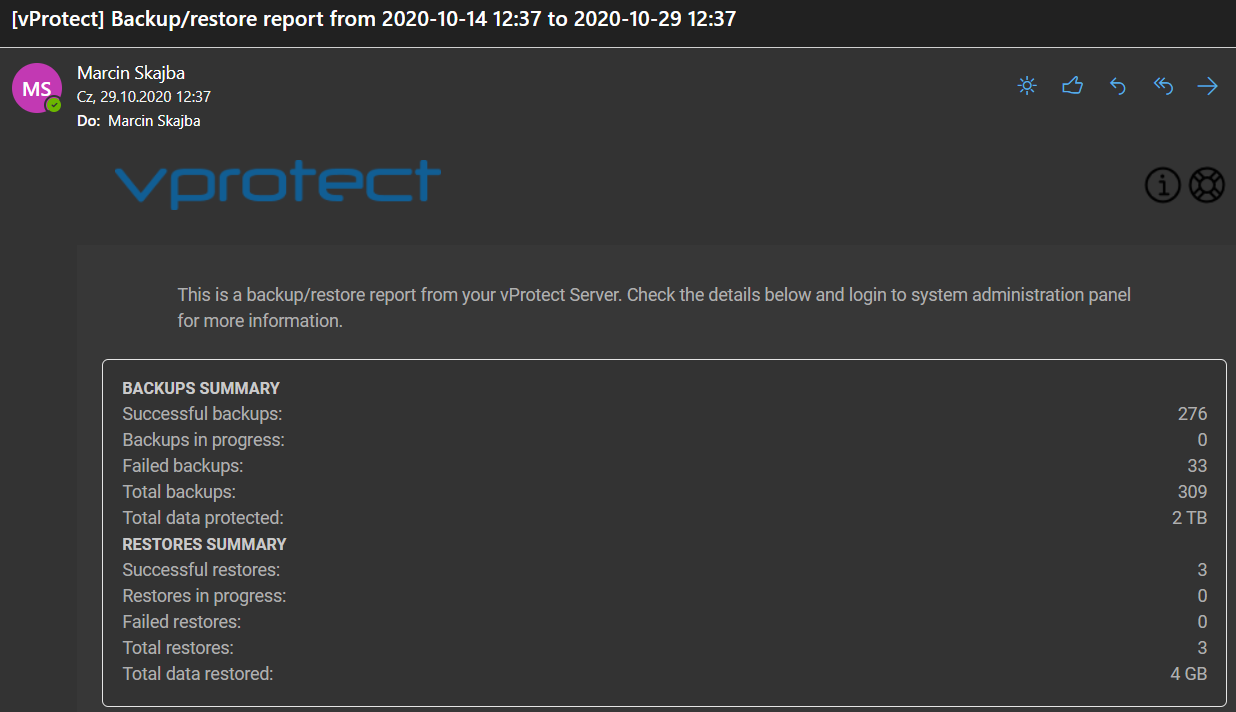 [vProtect] Backup/restore report from 2020-10-14 12:37 to 2020-10-29 12:37
MS
Marcin Skajba
Cz, 29.10.2020 12:37
Do: Marcin Skajba
vprotect
This is a backup/restore report from your vProtect Server. Check the details below and login to system administration panel
for more information.
BACKUPS SUMMARY
Successful backups: 276
Backups in progress: 0
Failed backups: 33
Total backups: 309
Total data protected: 2 TB
RESTORES SUMMARY
Successful restores: 3
Restores in progress: 0
Failed restores: 0
Total restores: 3
Total data restored: 4 GB